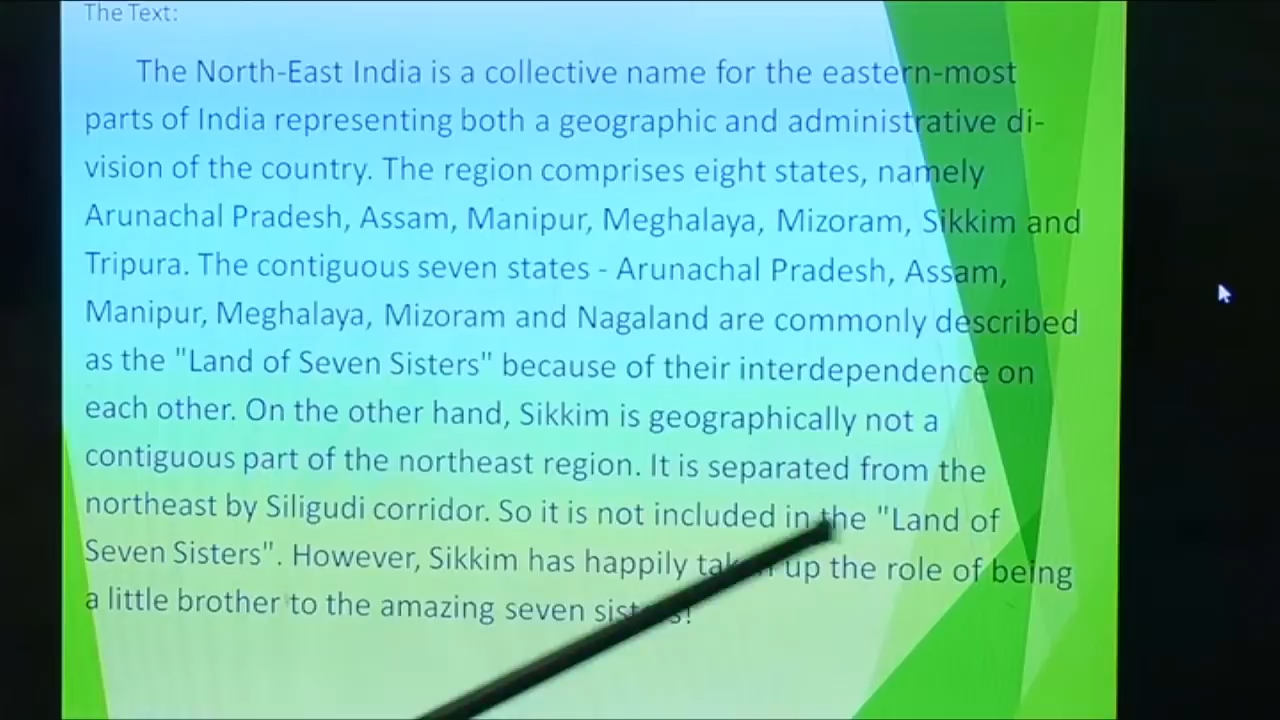 The Text:
The North-East India is a collective name for the eastern-most
parts of India representing both a geographic and administrative di-
vision of the country. The region comprises eight states, namely
Arunachal Pradesh, Assam, Manipur, Meghalaya, Mizoram, Sikkim and
Tripura. The contiguous seven states - Arunachal Pradesh, Assam,
Manipur, Meghalaya, Mizoram and Nagaland are commonly described
as the "Land of Seven Sisters" because of their interdependence on
each other. On the other hand, Sikkim is geographically not a
contiguous part of the northeast region. It is separated from the
northeast by Siligudi corridor. So it is not included in the "Land of
Seven Sisters". However, Sikkim has happily taken up the role of being
a little brother to the amazing seven sisters!